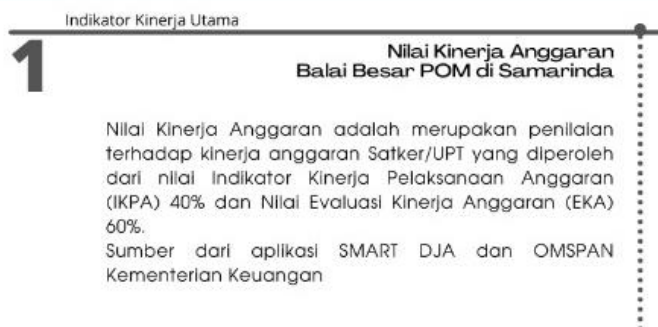 Indikator Kinerja Utama
1
Nilai Kinerja Anggaran
Balai Besar POM di Samarinda
Nilai Kinerja Anggaran adalah merupakan penilaian
terhadap kinerja anggaran Satker/UPT yang diperoleh
dari nilai Indikator Kinerja Pelaksanaan Anggaran
(IKPA) 40% dan Nilai Evaluasi Kinerja Anggaran (EKA)
60%.
Sumber dari aplikasi SMART DJA dan OMSPAN
Kementerian Keuangan